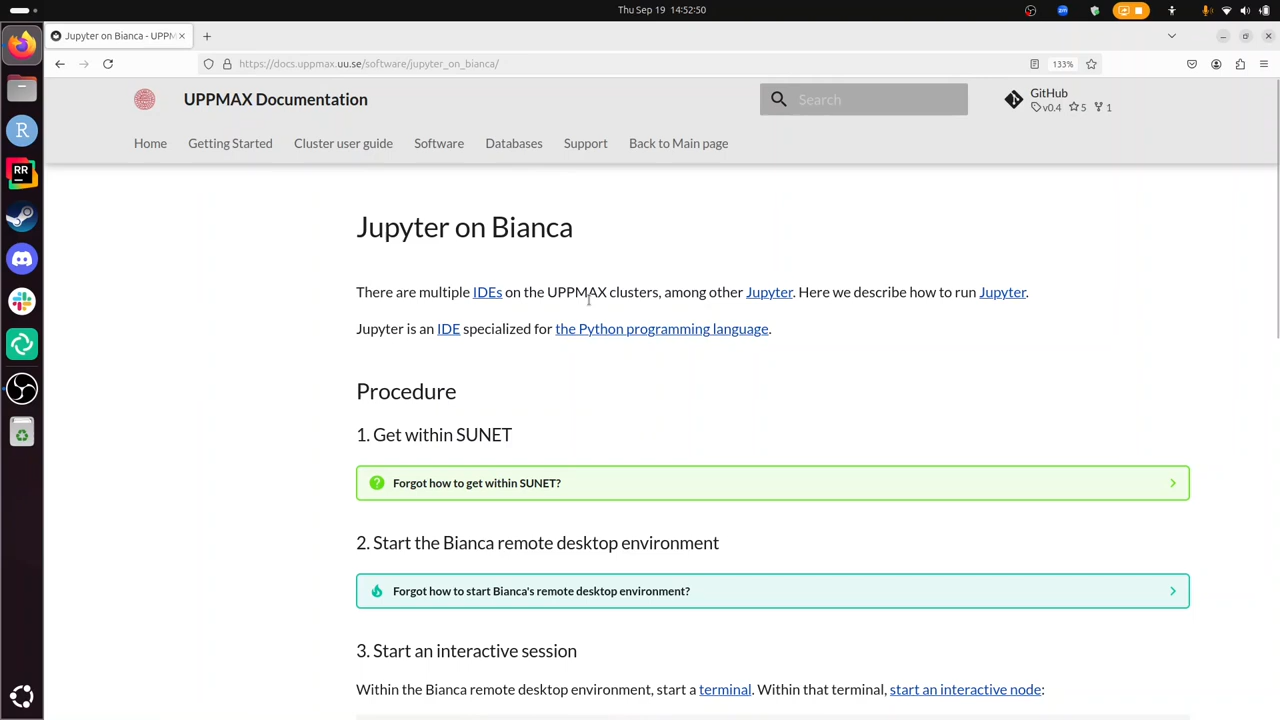 Thu Sep 19 14:52:50
Jupyter on Bianca - UPPM
https://docs.uppmax.uu.se/software/jupyter_on_bianca/
133%
UPPMAX Documentation
Search
GitHub
v0.4 5 1
Home Getting Started Cluster user guide Software Databases Support Back to Main page
Jupyter on Bianca
There are multiple IDEs on the UPPMAX clusters, among other Jupyter. Here we describe how to run Jupyter.
Jupyter is an IDE specialized for the Python programming language.
Procedure
1. Get within SUNET
Forgot how to get within SUNET?
2. Start the Bianca remote desktop environment
Forgot how to start Bianca's remote desktop environment?
3. Start an interactive session
Within the Bianca remote desktop environment, start a terminal. Within that terminal, start an interactive node:
R
RR
zm